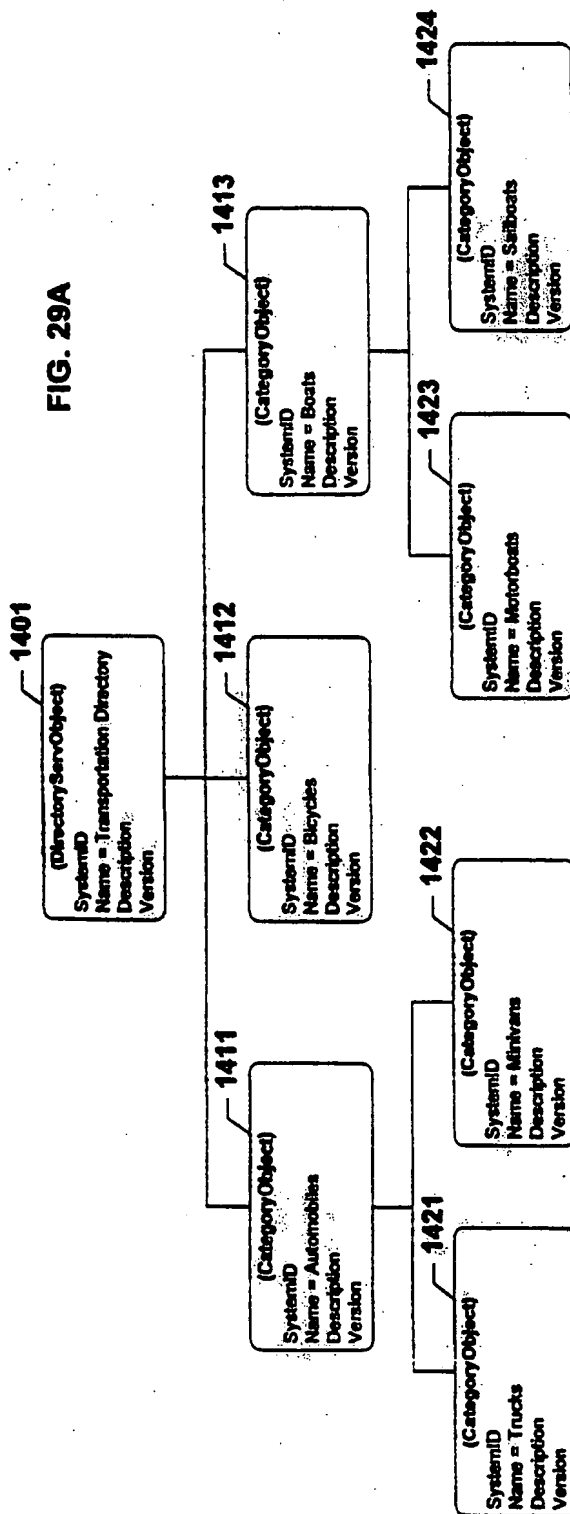 FIG. 29A
1401
(DirectoryServObject)
SystemID
Name = Transportation Directory
Description
Version
1411
(CategoryObject)
SystemID
Name = Automobiles
Description
Version
1412
(CategoryObject)
SystemID
Name = Bicycles
Description
Version
1413
(CategoryObject)
SystemID
Name = Boats
Description
Version
1421
(CategoryObject)
SystemID
Name = Trucks
Description
Version
1422
(CategoryObject)
SystemID
Name = Minivans
Description
Version
1423
(CategoryObject)
SystemID
Name = Motorboats
Description
Version
1424
(CategoryObject)
SystemID
Name = Sailboats
Description
Version